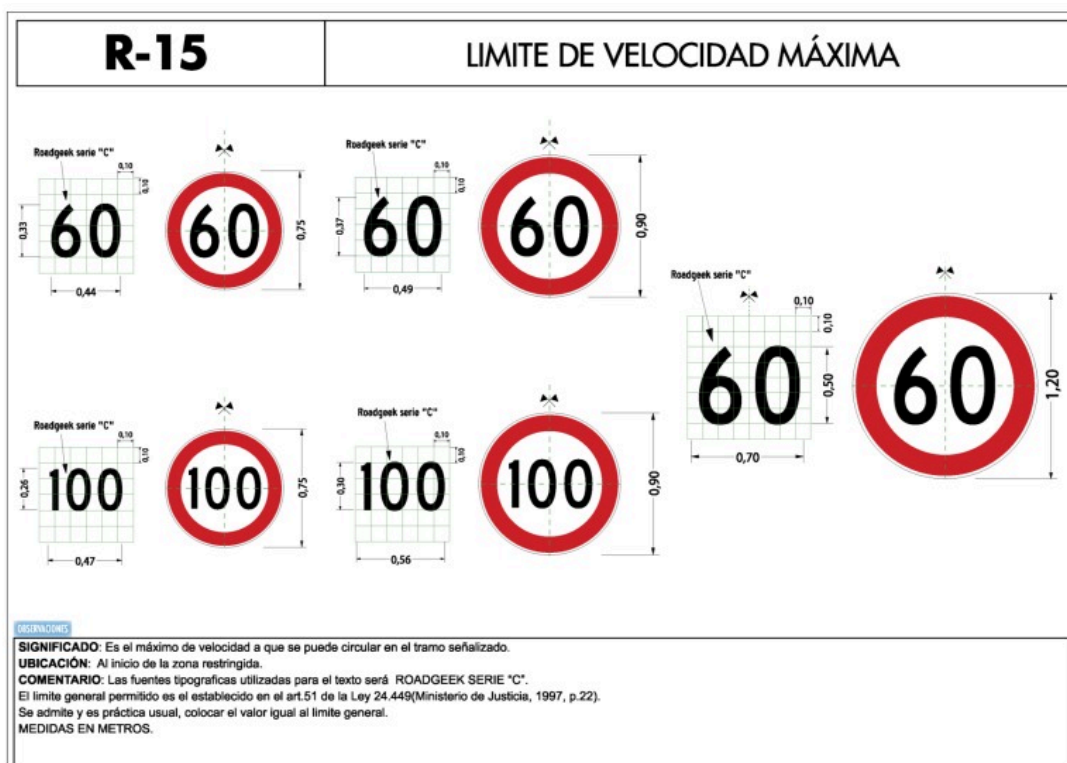 R-15
LIMITE DE VELOCIDAD MÁXIMA
Roadgeek serie "C"
0,10
0,10
60
0,33
0,44
60
0,75
Roadgeek serie "C"
0,10
0,10
60
0,37
0,49
60
0,90
Roadgeek serie "C"
0,10
0,10
60
0,50
0,70
60
1,20
Roadgeek serie "C"
0,10
0,10
100
0,26
0,47
100
0,75
Roadgeek serie "C"
0,10
0,10
100
0,30
0,56
100
0,90
OBSERVACIONES
SIGNIFICADO: Es el máximo de velocidad a que se puede circular en el tramo señalizado.
UBICACIÓN: Al inicio de la zona restringida.
COMENTARIO: Las fuentes tipograficas utilizadas para el texto será ROADGEEK SERIE "C".
El limite general permitido es el establecido en el art.51 de la Ley 24.449(Ministerio de Justicia, 1997, p.22).
Se admite y es práctica usual, colocar el valor igual al limite general.
MEDIDAS EN METROS.